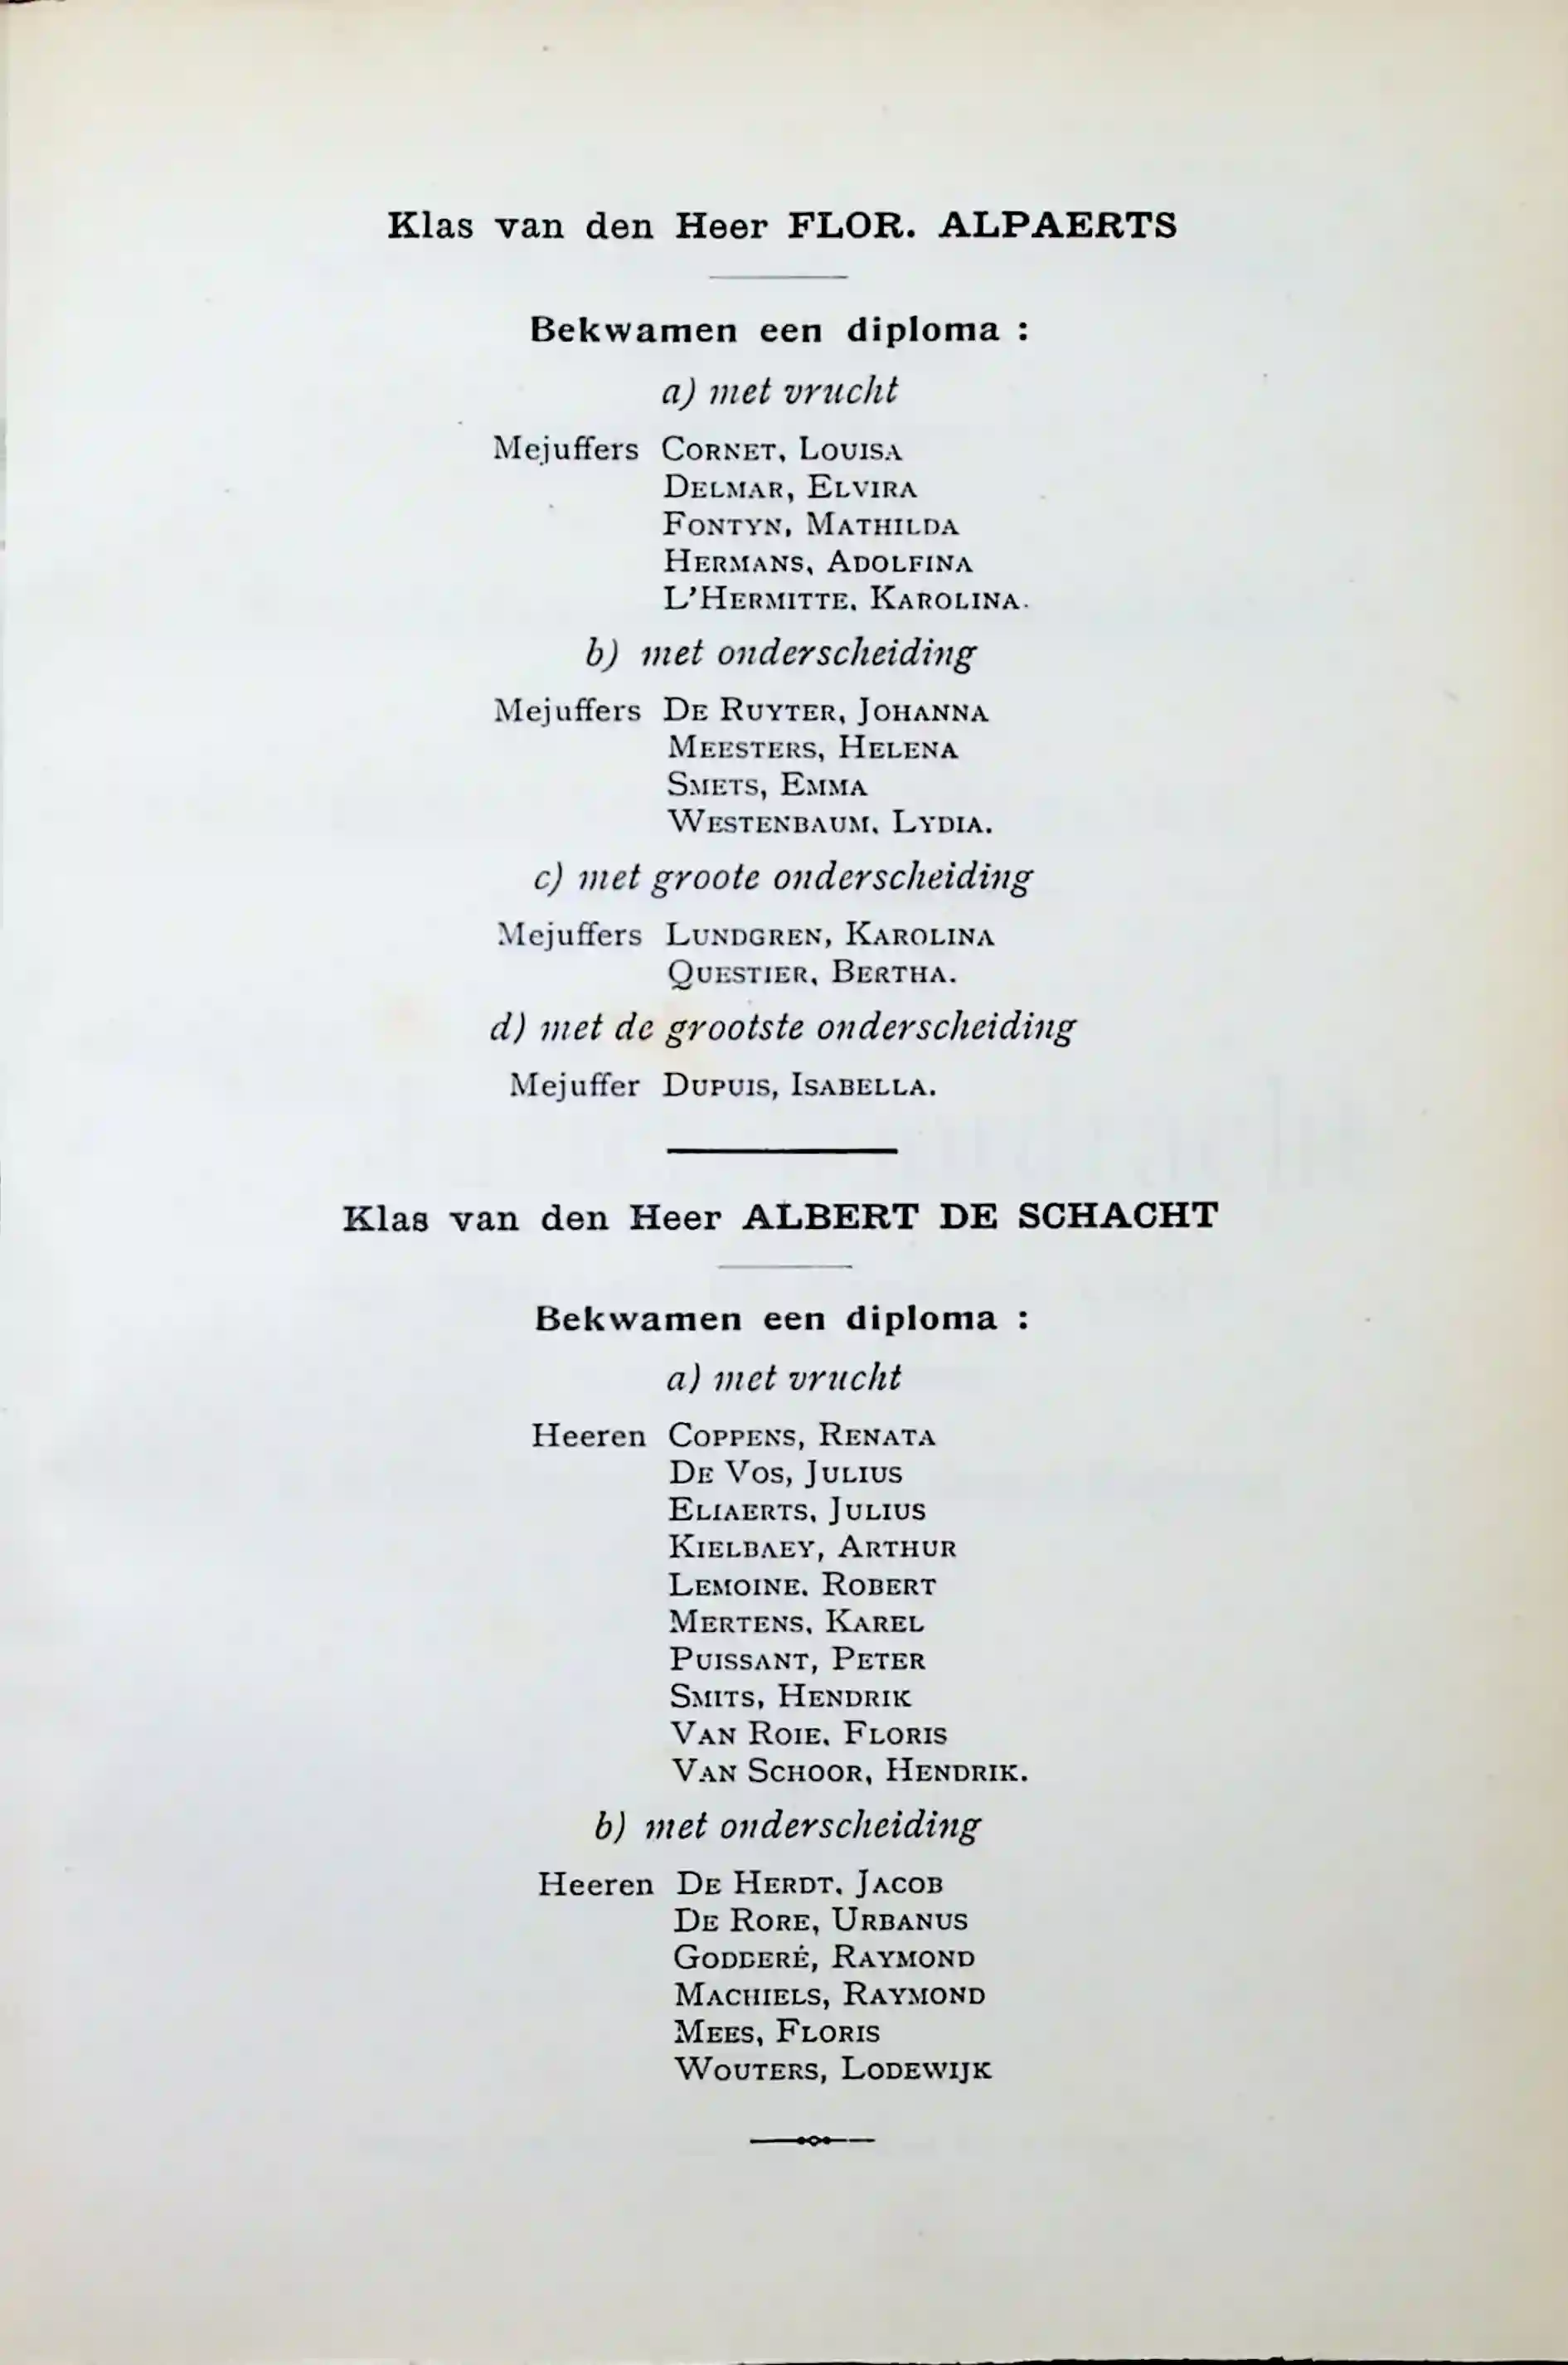 Klas van den Heer FLOR. ALPAERTS
Bekwamen een diploma :
a) met vrucht
Mejuffers CORNET, LOUISA
DELMAR, ELVIRA
FONTYN, MATHILDA
HERMANS, ADOLFINA
L'HERMITTE, KAROLINA.
b) met onderscheiding
Mejuffers DE RUYTER, JOHANNA
MEESTERS, HELENA
SMETS, EMMA
WESTENBAUM, LYDIA.
c) met groote onderscheiding
Mejuffers LUNDGREN, KAROLINA
QUESTIER, BERTHA.
d) met de grootste onderscheiding
Mejuffer DUPUIS, ISABELLA.
Klas van den Heer ALBERT DE SCHACHT
Bekwamen een diploma :
a) met vrucht
Heeren COPPENS, RENATA
DE VOS, JULIUS
ELIAERTS, JULIUS
KIELBAEY, ARTHUR
LEMOINE, ROBERT
MERTENS, KAREL
PUISSANT, PETER
SMITS, HENDRIK
VAN ROIE, FLORIS
VAN SCHOOR, HENDRIK.
b) met onderscheiding
Heeren DE HERDT, JACOB
DE RORE, URBANUS
GODDERÉ, RAYMOND
MACHIELS, RAYMOND
MEES, FLORIS
WOUTERS, LODEWIJK